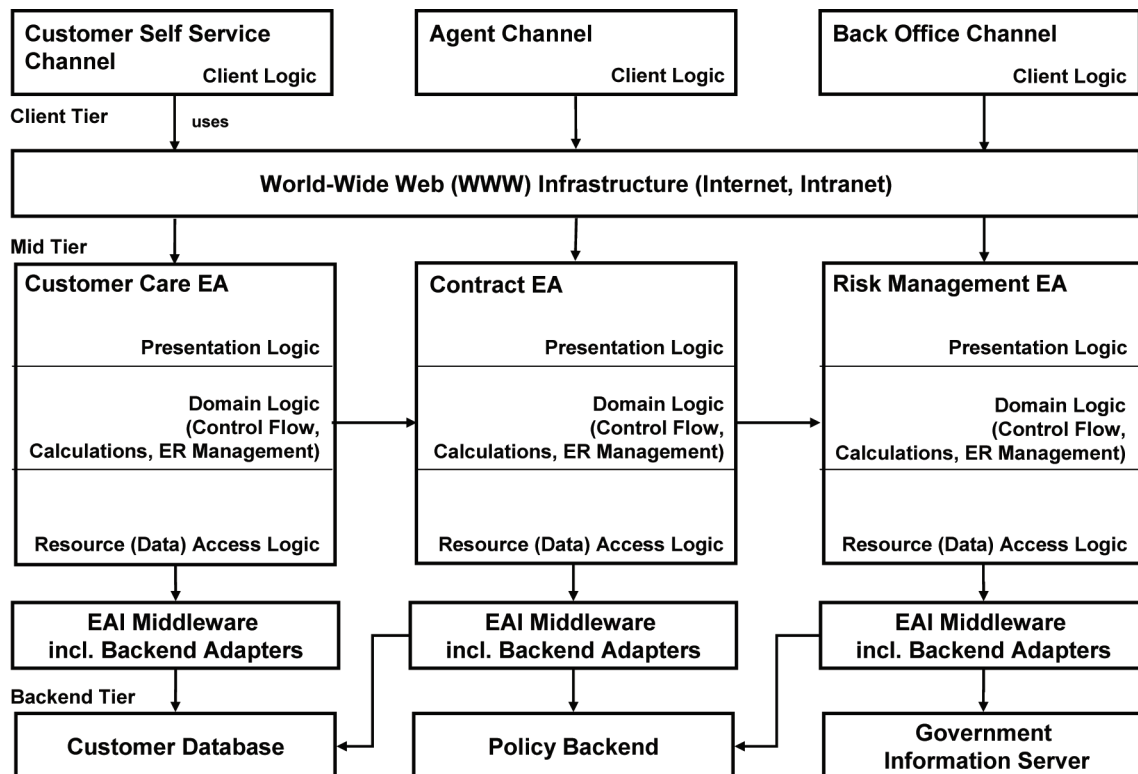 Customer Self Service
Channel
Client Logic
Agent Channel
Client Logic
Back Office Channel
Client Logic
Client Tier
uses
World-Wide Web (WWW) Infrastructure (Internet, Intranet)
Mid Tier
Customer Care EA
Presentation Logic
Domain Logic
(Control Flow,
Calculations, ER Management)
Resource (Data) Access Logic
Contract EA
Presentation Logic
Domain Logic
(Control Flow,
Calculations, ER Management)
Resource (Data) Access Logic
Risk Management EA
Presentation Logic
Domain Logic
(Control Flow,
Calculations, ER Management)
Resource (Data) Access Logic
EAI Middleware
incl. Backend Adapters
EAI Middleware
incl. Backend Adapters
EAI Middleware
incl. Backend Adapters
Backend Tier
Customer Database
Policy Backend
Government
Information Server